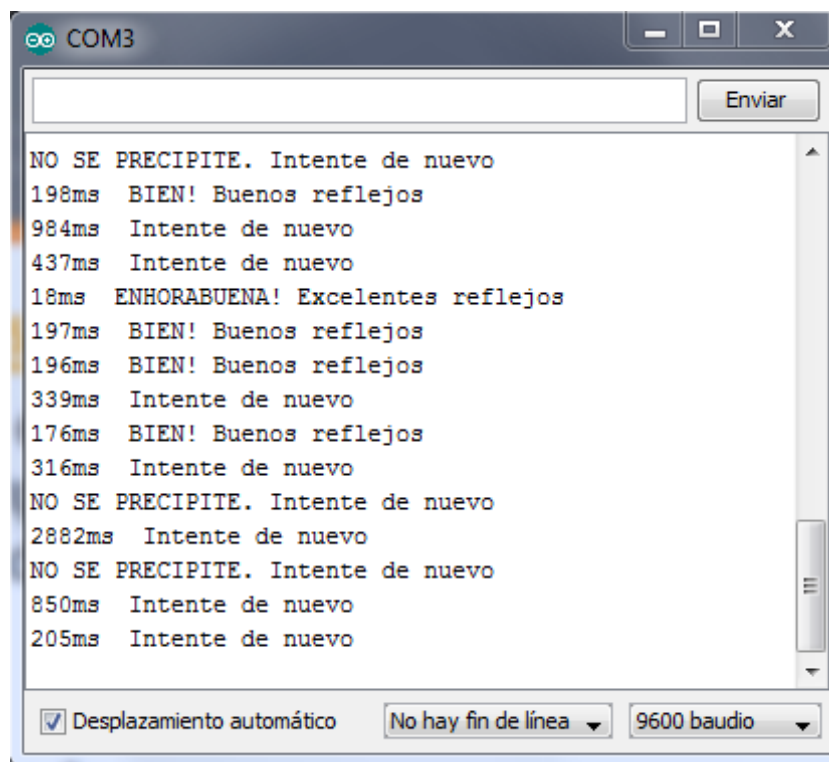 COM3
Enviar
NO SE PRECIPITE. Intente de nuevo
198ms  BIEN! Buenos reflejos
984ms  Intente de nuevo
437ms  Intente de nuevo
18ms  ENHORABUENA! Excelentes reflejos
197ms  BIEN! Buenos reflejos
196ms  BIEN! Buenos reflejos
339ms  Intente de nuevo
176ms  BIEN! Buenos reflejos
316ms  Intente de nuevo
NO SE PRECIPITE. Intente de nuevo
2882ms  Intente de nuevo
NO SE PRECIPITE. Intente de nuevo
850ms  Intente de nuevo
205ms  Intente de nuevo
Desplazamiento automático No hay fin de línea 9600 baudio